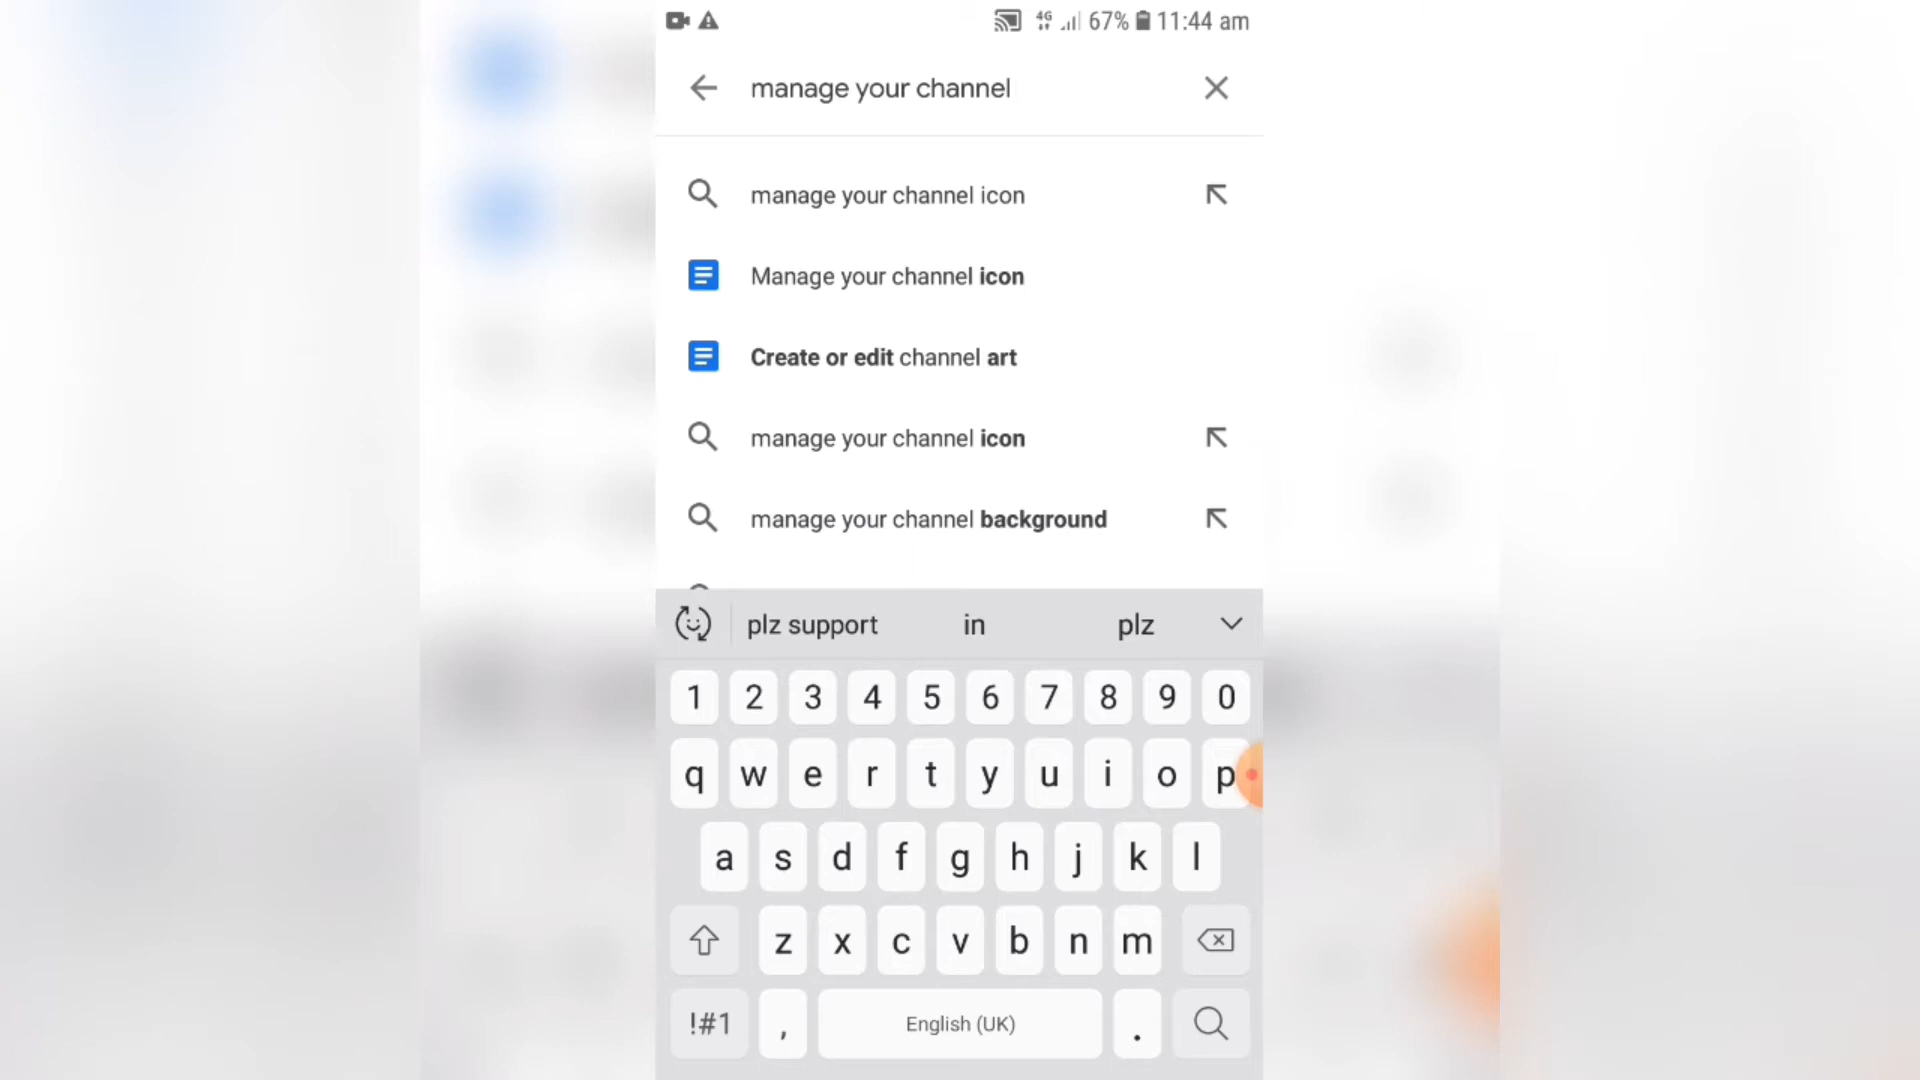 4G 67% 11:44 am
manage your channel
manage your channel icon
Manage your channel icon
Create or edit channel art
manage your channel icon
manage your channel background
plz support in plz
1 2 3 4 5 6 7 8 9 0
q w e r t y u i o p
a s d f g h j k l
z x c v b n m
!#1 , English (UK) .